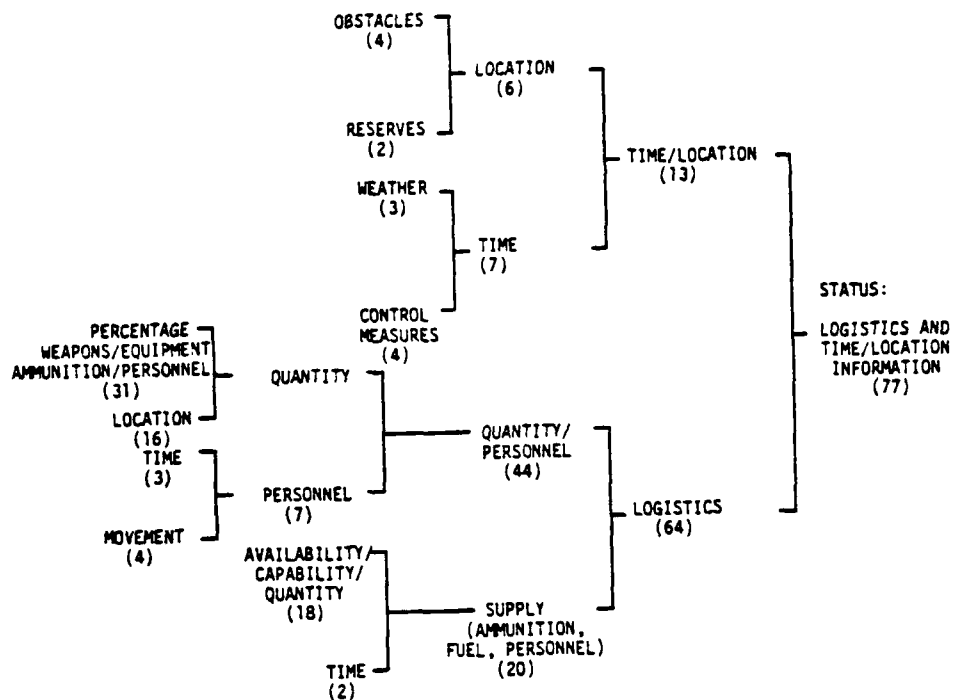 OBSTACLES
(4)
LOCATION
(6)
RESERVES
(2)
TIME/LOCATION
(13)
WEATHER
(3)
TIME
(7)
CONTROL
MEASURES
(4)
STATUS:
LOGISTICS AND
TIME/LOCATION
INFORMATION
(77)
PERCENTAGE
WEAPONS/EQUIPMENT
AMMUNITION/PERSONNEL
(31)
QUANTITY
LOCATION
(16)
TIME
(3)
QUANTITY/
PERSONNEL
(44)
PERSONNEL
(7)
MOVEMENT
(4)
LOGISTICS
(64)
AVAILABILITY/
CAPABILITY/
QUANTITY
(18)
SUPPLY
(AMMUNITION,
FUEL, PERSONNEL)
(20)
TIME
(2)